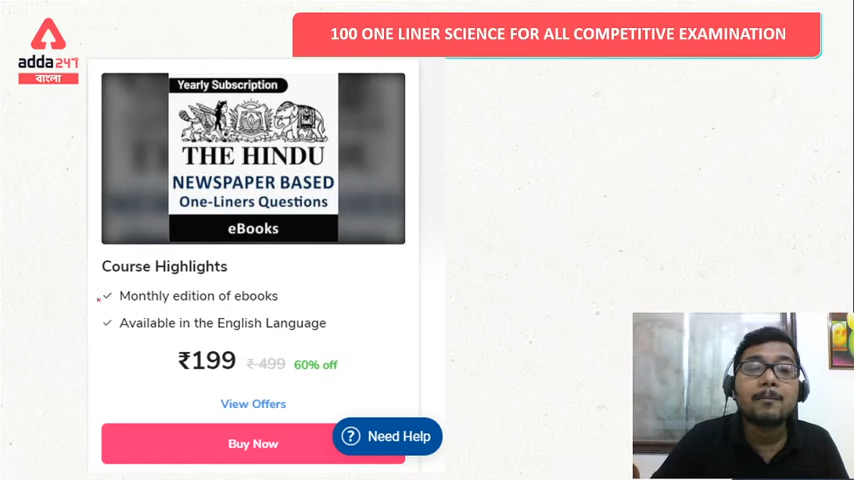 100 ONE LINER SCIENCE FOR ALL COMPETITIVE EXAMINATION
adda247
বাংলা
Yearly Subscription
THE HINDU
NEWSPAPER BASED
One-Liners Questions
eBooks
Course Highlights
Monthly edition of ebooks
Available in the English Language
₹199 ₹ 499 60% off
View Offers
Buy Now
? Need Help